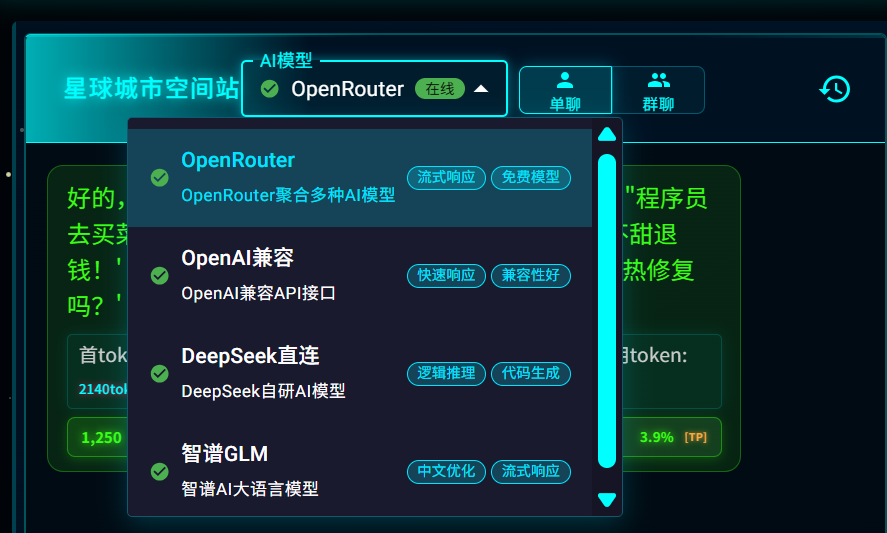 AI模型
星球城市空间站
OpenRouter 在线
单聊
群聊
OpenRouter
OpenRouter聚合多种AI模型
流式响应 免费模型
OpenAI兼容
OpenAI兼容API接口
快速响应 兼容性好
DeepSeek直连
DeepSeek自研AI模型
逻辑推理 代码生成
智谱GLM
智谱AI大语言模型
中文优化 流式响应
好的, "程序员
去买菜 不甜退
钱! ' 热修复
吗? '
首tok 用token:
2140tok
1,250 3.9% [TP]